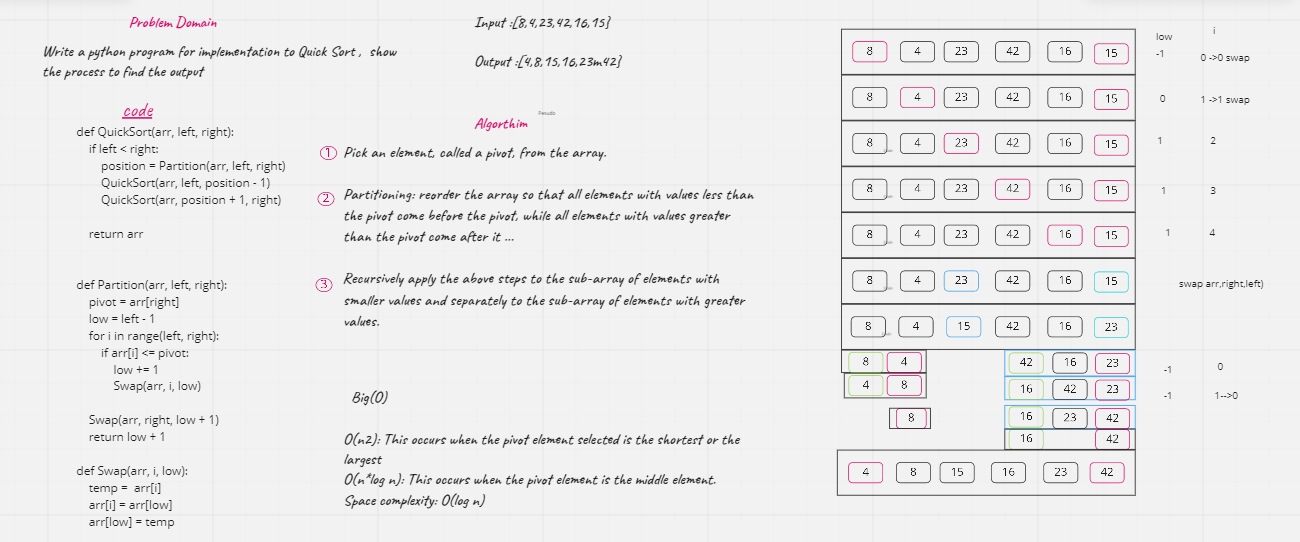 Problem Domain
Write a python program for implementation to Quick Sort , show
the process to find the output
code
def QuickSort(arr, left, right):
if left < right:
position = Partition(arr, left, right)
QuickSort(arr, left, position - 1)
QuickSort(arr, position + 1, right)
return arr
def Partition(arr, left, right):
pivot = arr[right]
low = left - 1
for i in range(left, right):
if arr[i] <= pivot:
low += 1
Swap(arr, i, low)
Swap(arr, right, low + 1)
return low + 1
def Swap(arr, i, low):
temp = arr[i]
arr[i] = arr[low]
arr[low] = temp
Input :[8,4,23,42,16,15]
Output :[4,8,15,16,23m42]
Pseudo
Algorthim
1 Pick an element, called a pivot, from the array.
2 Partitioning: reorder the array so that all elements with values less than
the pivot come before the pivot, while all elements with values greater
than the pivot come after it ...
3 Recursively apply the above steps to the sub-array of elements with
smaller values and separately to the sub-array of elements with greater
values.
Big(O)
O(n2): This occurs when the pivot element selected is the shortest or the
largest
O(n*log n): This occurs when the pivot element is the middle element.
Space complexity: O(log n)
low i
8 4 23 42 16 15 -1 0 ->0 swap
8 4 23 42 16 15 0 1 ->1 swap
8 4 23 42 16 15 1 2
8 4 23 42 16 15 1 3
8 4 23 42 16 15 1 4
8 4 23 42 16 15 swap arr,right,left)
8 4 15 42 16 23
8 4 42 16 23 -1 0
4 8 16 42 23 -1 1-->0
8 16 23 42
16 42
4 8 15 16 23 42